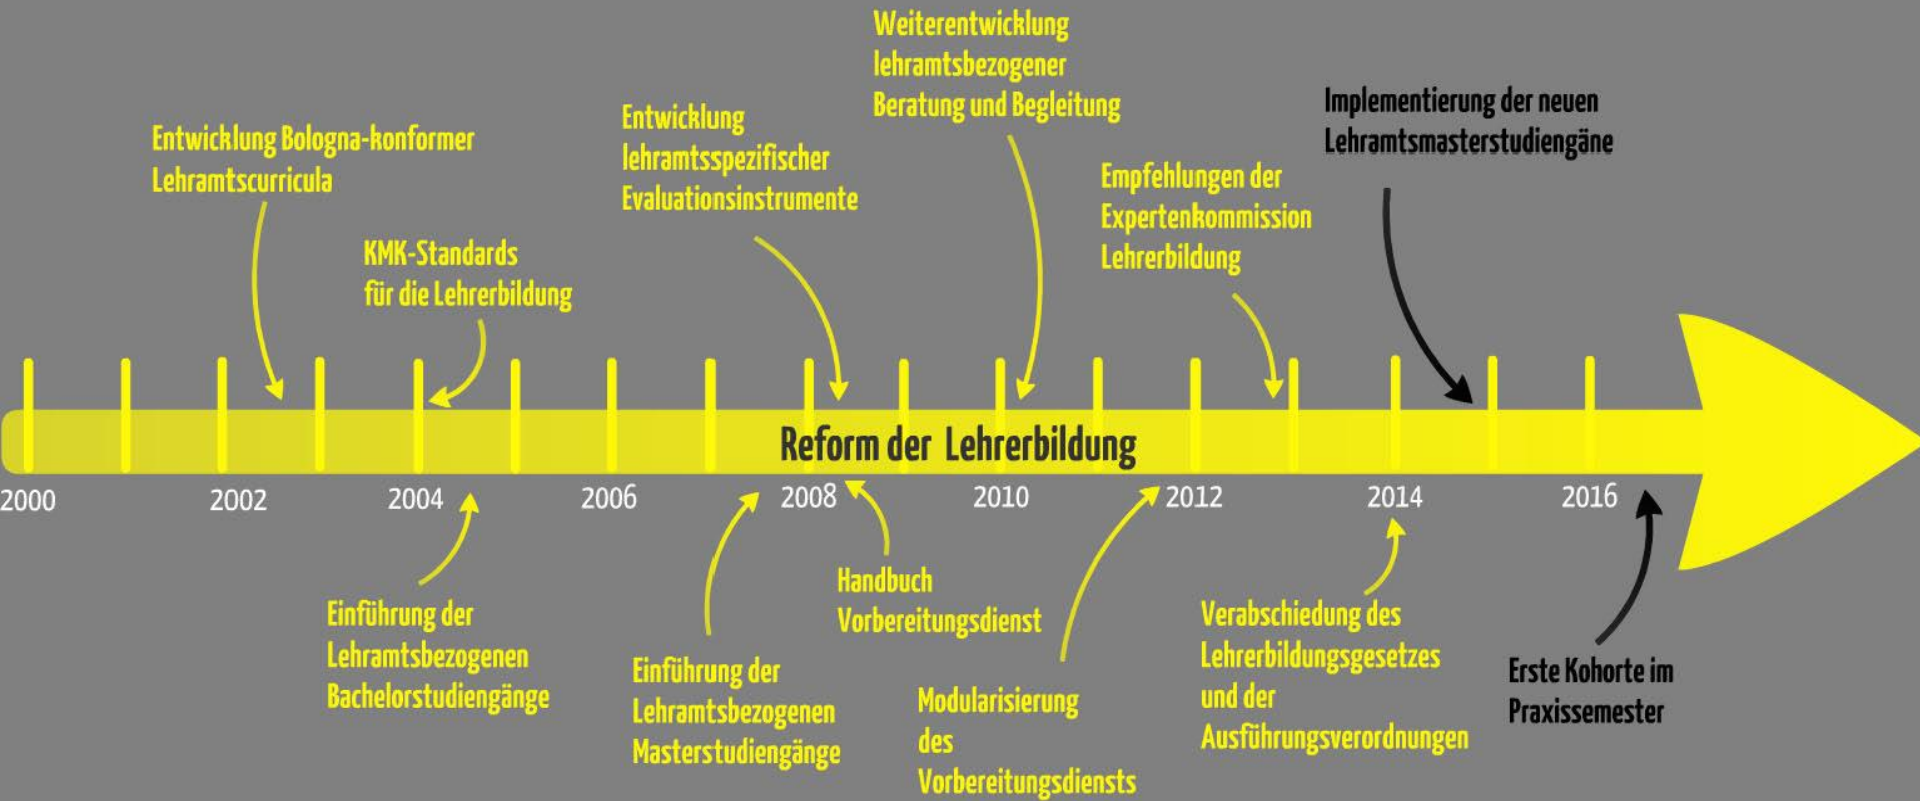 Weiterentwicklung
lehramtsbezogener
Beratung und Begleitung
Implementierung der neuen
Lehramtsmasterstudiengäne
Entwicklung
lehramtsspezifischer
Evaluationsinstrumente
Entwicklung Bologna-konformer
Lehramtscurricula
Empfehlungen der
Expertenkommission
Lehrerbildung
KMK-Standards
für die Lehrerbildung
Reform der Lehrerbildung
2000
2002
2004
2006
2008
2010
2012
2014
2016
Einführung der
Lehramtsbezogenen
Bachelorstudiengänge
Einführung der
Lehramtsbezogenen
Masterstudiengänge
Handbuch
Vorbereitungsdienst
Modularisierung
des
Vorbereitungsdiensts
Verabschiedung des
Lehrerbildungsgesetzes
und der
Ausführungsverordnungen
Erste Kohorte im
Praxissemester